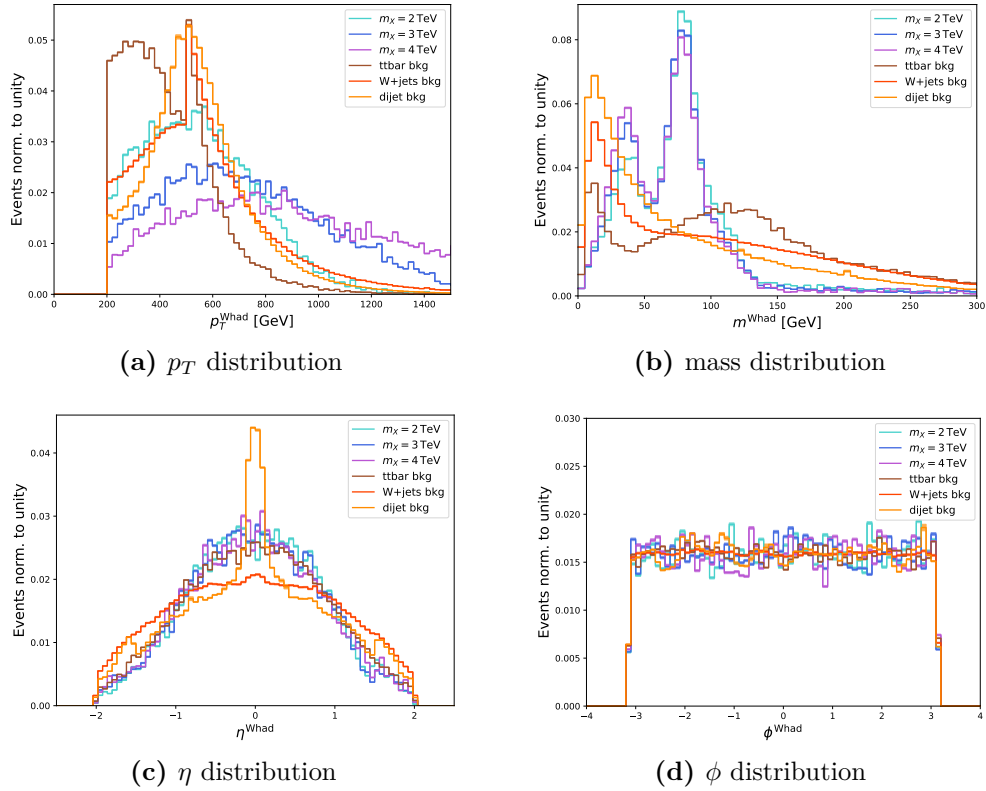 0.05
0.04
0.03
0.02
0.01
0.00
Events norm. to unity
0 200 400 600 800 1000 1200 1400
p_T^Whad [GeV]
m_X = 2 TeV
m_X = 3 TeV
m_X = 4 TeV
ttbar bkg
W+jets bkg
dijet bkg
(a) p_T distribution
0.08
0.06
0.04
0.02
0.00
Events norm. to unity
0 50 100 150 200 250 300
m^Whad [GeV]
m_X = 2 TeV
m_X = 3 TeV
m_X = 4 TeV
ttbar bkg
W+jets bkg
dijet bkg
(b) mass distribution
0.04
0.03
0.02
0.01
0.00
Events norm. to unity
−2 −1 0 1 2
η^Whad
m_X = 2 TeV
m_X = 3 TeV
m_X = 4 TeV
ttbar bkg
W+jets bkg
dijet bkg
(c) η distribution
0.030
0.025
0.020
0.015
0.010
0.005
0.000
Events norm. to unity
−4 −3 −2 −1 0 1 2 3 4
ϕ^Whad
m_X = 2 TeV
m_X = 3 TeV
m_X = 4 TeV
ttbar bkg
W+jets bkg
dijet bkg
(d) ϕ distribution